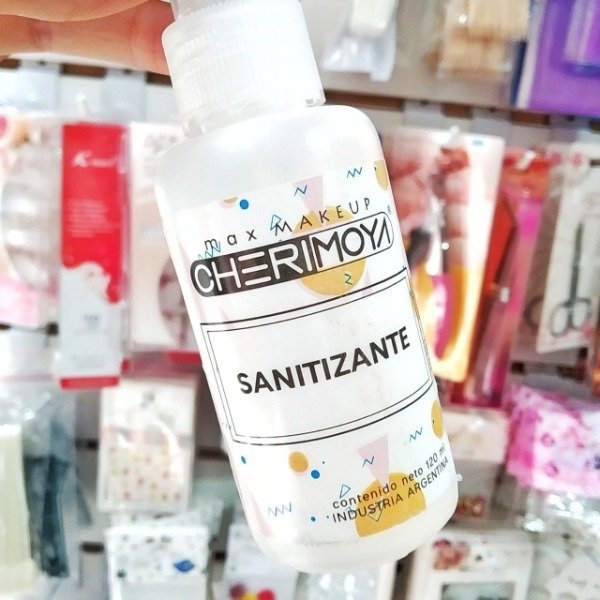 max MAKEUP
CHERIMOYA®
SANITIZANTE
contenido neto 120 ml
INDUSTRIA ARGENTINA